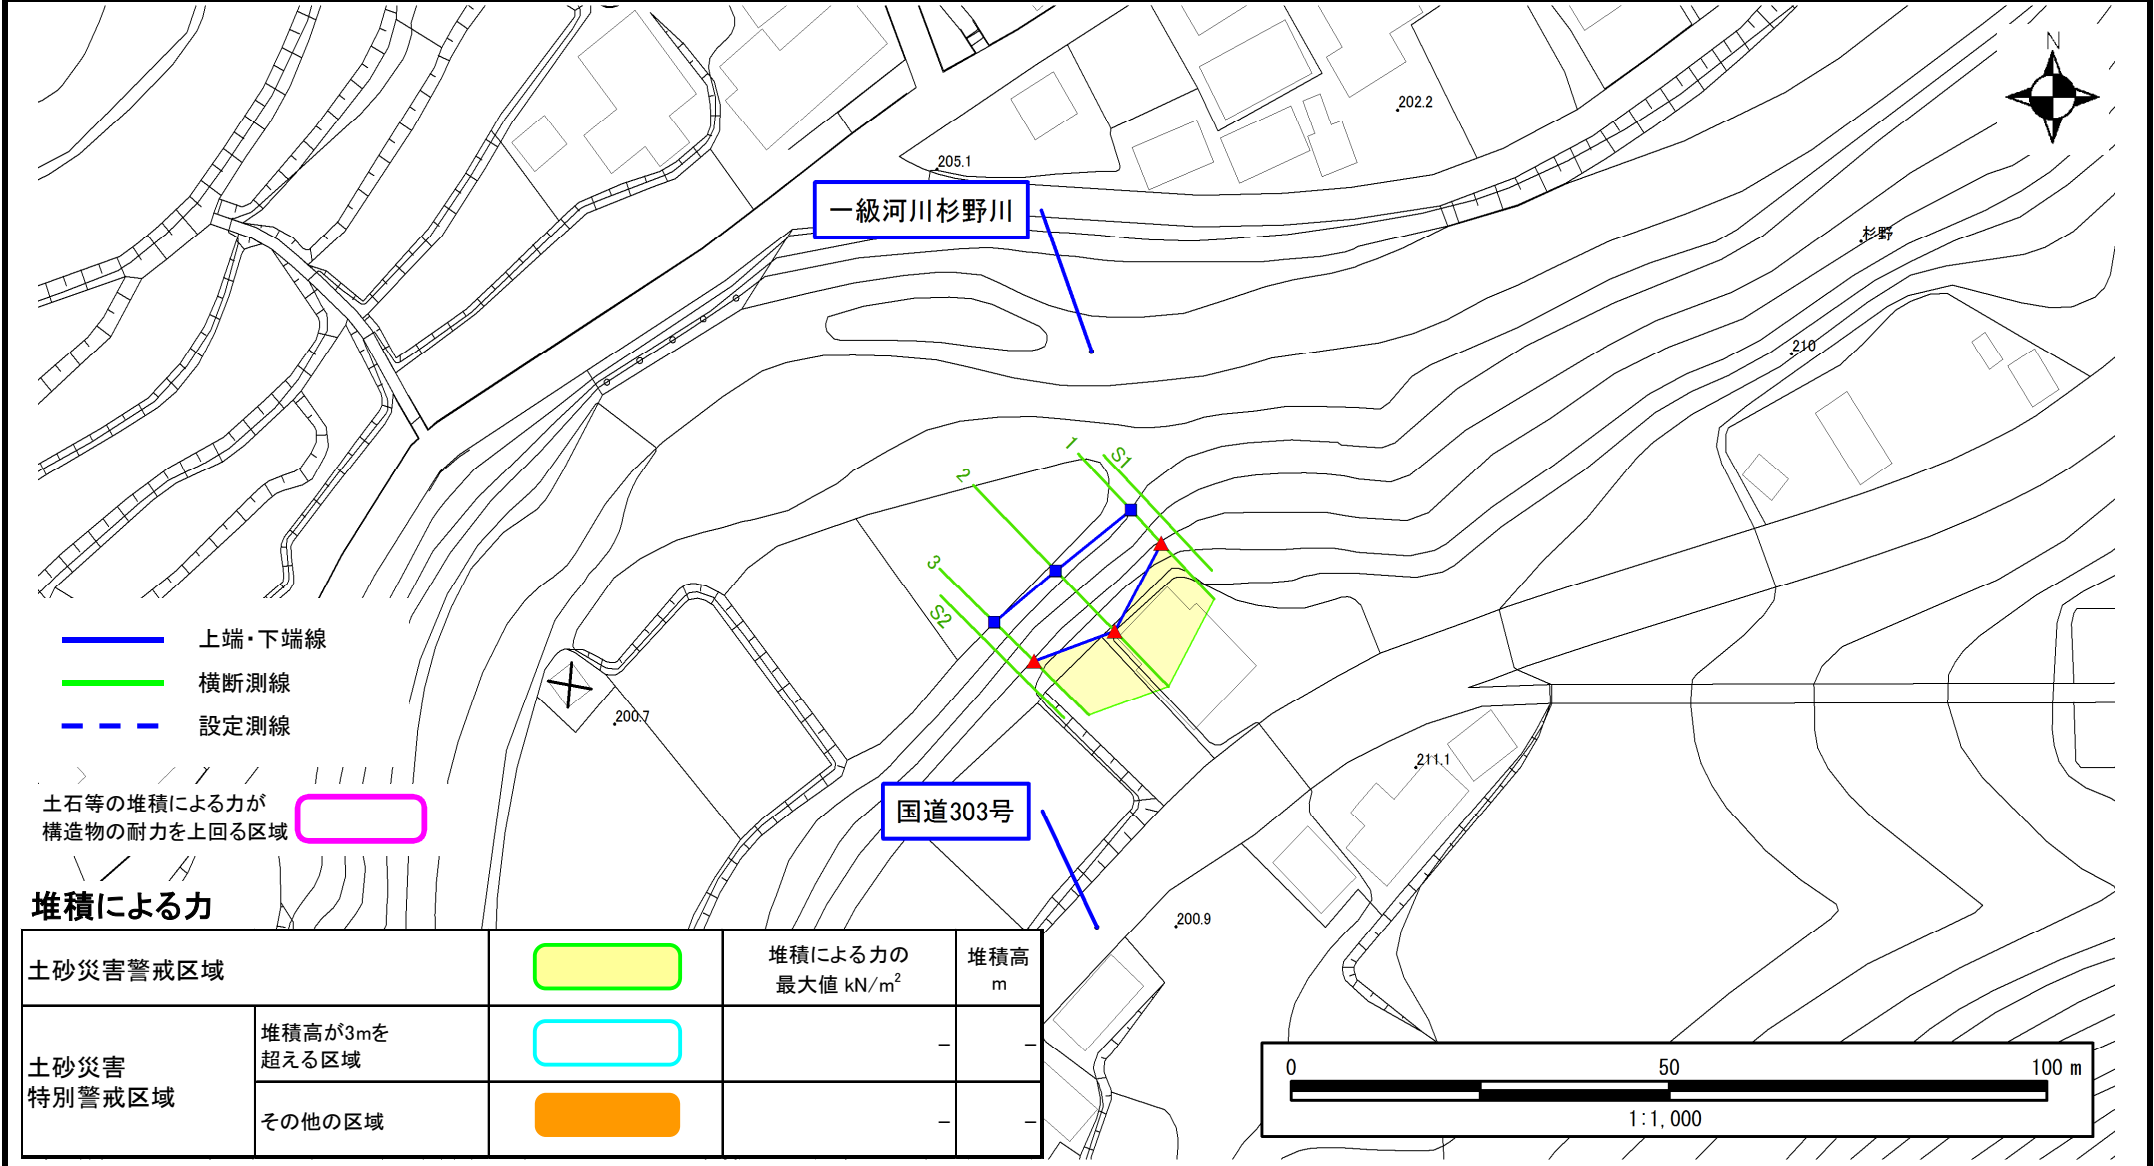 N
202.2
205.1
一級河川杉野川
杉野
210
1
S1
2
3
S2
上端・下端線
横断測線
設定測線
200.7
211.1
土石等の堆積による力が
構造物の耐力を上回る区域
国道303号
堆積による力
200.9
土砂災害警戒区域
堆積による力の
最大値 kN/m²
堆積高
m
土砂災害
特別警戒区域
堆積高が3mを
超える区域
－
－
その他の区域
－
－
0
50
100 m
1:1,000